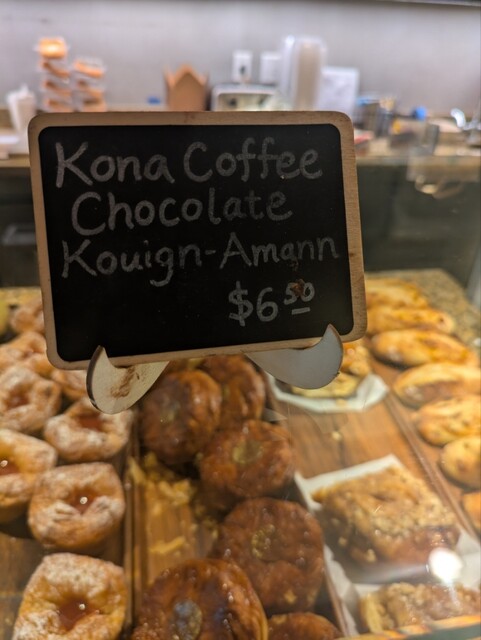 Kona Coffee
Chocolate
Kouign-Amann
$6.50